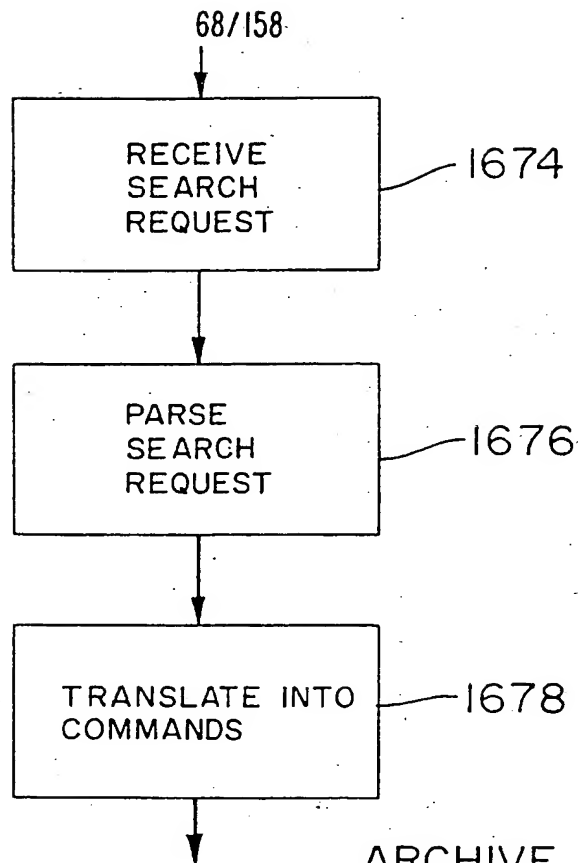 68/158
RECEIVE
SEARCH
REQUEST
1674
PARSE
SEARCH
REQUEST
1676
TRANSLATE INTO
COMMANDS
1678
ARCHIVE